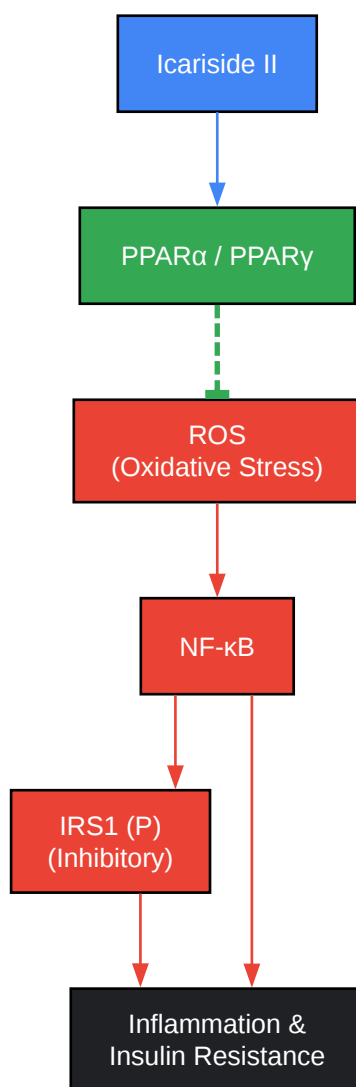 Icariside II
PPARα / PPARγ
ROS
(Oxidative Stress)
NF-κB
IRS1 (P)
(Inhibitory)
Inflammation &
Insulin Resistance